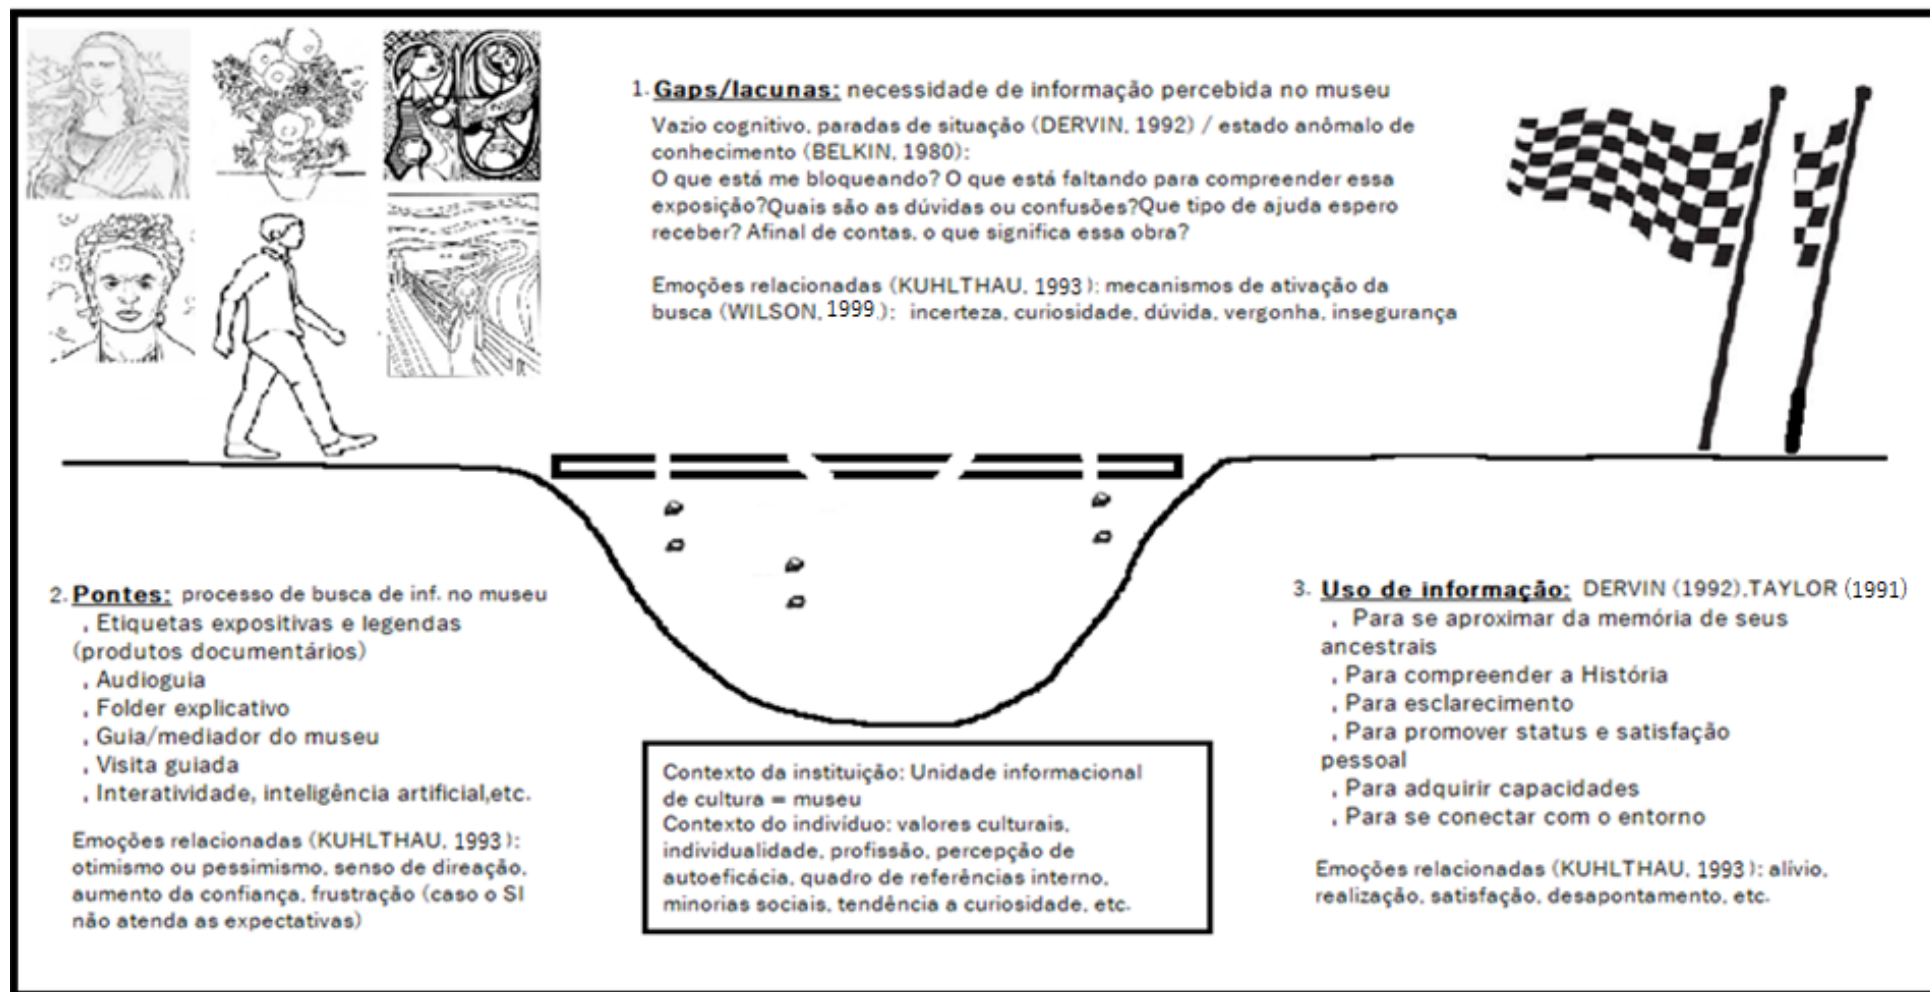 1. Gaps/lacunas: necessidade de informação percebida no museu
Vazio cognitivo, paradas de situação (DERVIN, 1992) / estado anômalo de
conhecimento (BELKIN, 1980):
O que está me bloqueando? O que está faltando para compreender essa
exposição?Quais são as dúvidas ou confusões?Que tipo de ajuda espero
receber? Afinal de contas, o que significa essa obra?
Emoções relacionadas (KUHLTHAU, 1993): mecanismos de ativação da
busca (WILSON, 1999.): incerteza, curiosidade, dúvida, vergonha, insegurança
2. Pontes: processo de busca de inf. no museu
, Etiquetas expositivas e legendas
(produtos documentários)
, Audioguia
, Folder explicativo
, Guia/mediador do museu
, Visita guiada
, Interatividade, inteligência artificial,etc.
Emoções relacionadas (KUHLTHAU, 1993):
otimismo ou pessimismo, senso de direação,
aumento da confiança, frustração (caso o SI
não atenda as expectativas)
Contexto da instituição: Unidade informacional
de cultura = museu
Contexto do indivíduo: valores culturais,
individualidade, profissão, percepção de
autoeficácia, quadro de referências interno,
minorias sociais, tendência a curiosidade, etc.
3. Uso de informação: DERVIN (1992),TAYLOR (1991)
, Para se aproximar da memória de seus
ancestrais
, Para compreender a História
, Para esclarecimento
, Para promover status e satisfação
pessoal
, Para adquirir capacidades
, Para se conectar com o entorno
Emoções relacionadas (KUHLTHAU, 1993): alívio,
realização, satisfação, desapontamento, etc.